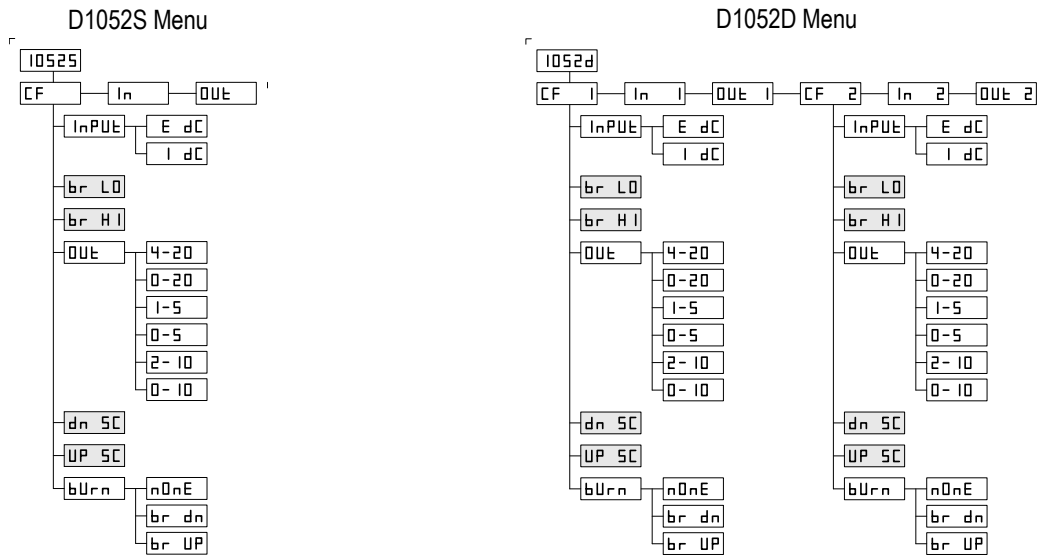 D1052S Menu
1052S
CF In OUt
InPUt E dC
I dC
br LO
br HI
OUt 4-20
0-20
1-5
0-5
2-10
0-10
dn SC
UP SC
bUrn nOnE
br dn
br UP
D1052D Menu
1052d
CF 1 In 1 OUt 1 CF 2 In 2 OUt 2
InPUt E dC
I dC
br LO
br HI
OUt 4-20
0-20
1-5
0-5
2-10
0-10
dn SC
UP SC
bUrn nOnE
br dn
br UP
InPUt E dC
I dC
br LO
br HI
OUt 4-20
0-20
1-5
0-5
2-10
0-10
dn SC
UP SC
bUrn nOnE
br dn
br UP